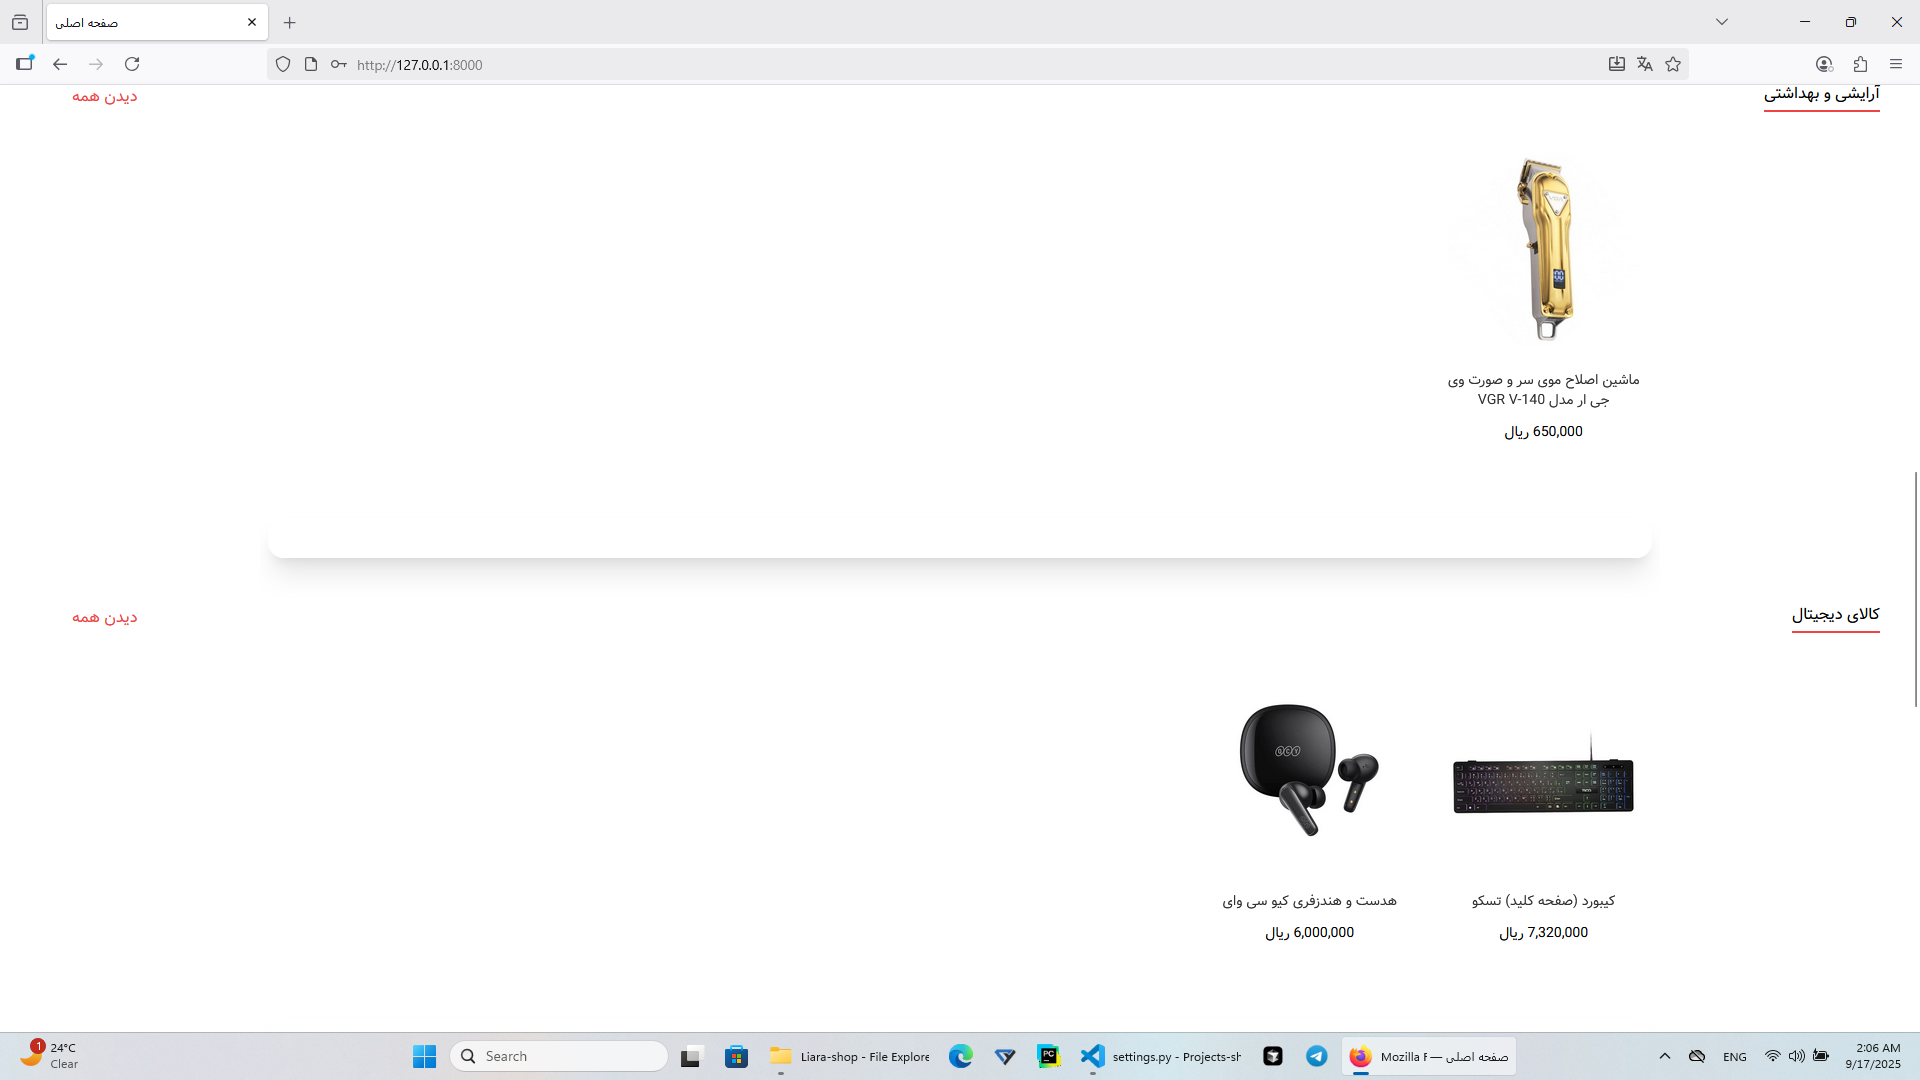 صفحه اصلی
http://127.0.0.1:8000
آرایشی و بهداشتی
دیدن همه
ماشین اصلاح موی سر و صورت وی
جی ار مدل VGR V-140
650,000 ریال
کالای دیجیتال
دیدن همه
QCY
کیبورد (صفحه کلید) تسکو
7,320,000 ریال
هدست و هندزفری کیو سی وای
6,000,000 ریال
1
24°C
Clear
Search
Liara-shop - File Explore
PC
settings.py - Projects-sh
صفحه اصلی — Mozilla F
ENG
2:06 AM
9/17/2025